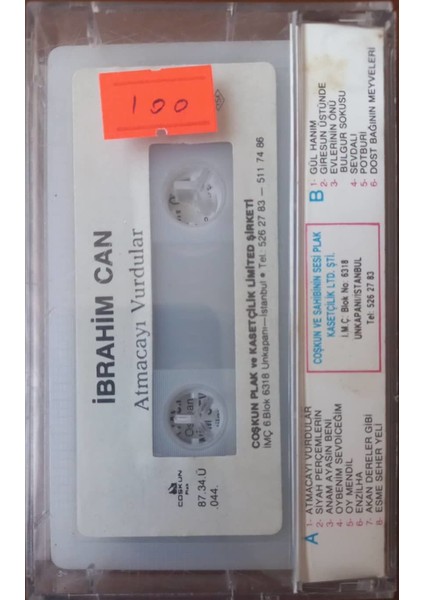 100
İBRAHİM CAN
Atmacayı Vurdular
COŞKUN PLAK ve KASETÇİLİK LİMİTED ŞİRKETİ
İMÇ 6.Blok 6318 Unkapanı-İstanbul • Tel: 526 27 83 - 511 74 86
COŞKUN
Plak
87.34.Ü
.044.
A
1- ATMACAYI VURDULAR
2- SİYAH PERÇEMLERİN
3- ANAM AYASIN BENİ
4- OYBENİM SEVDİCEĞİM
5- OY MENDİL
6- ENZİLHA
7- AKAN DERELER GİBİ
8- ESME SEHER YELİ
COŞKUN VE SAHİBİNİN SESİ PLAK
KASETÇİLİK LTD. ŞTİ.
İ.M.Ç. Blok No. 6318
UNKAPANI/İSTANBUL
Tel: 526 27 83
B
1- GÜL HANIM
2- GİRESUN ÜSTÜNDE
3- EVLERİNİN ÖNÜ
BULGUR SOKUSU
4- SEVDALI
5- POTBURİ
6- DOST BAĞININ MEYVELERİ